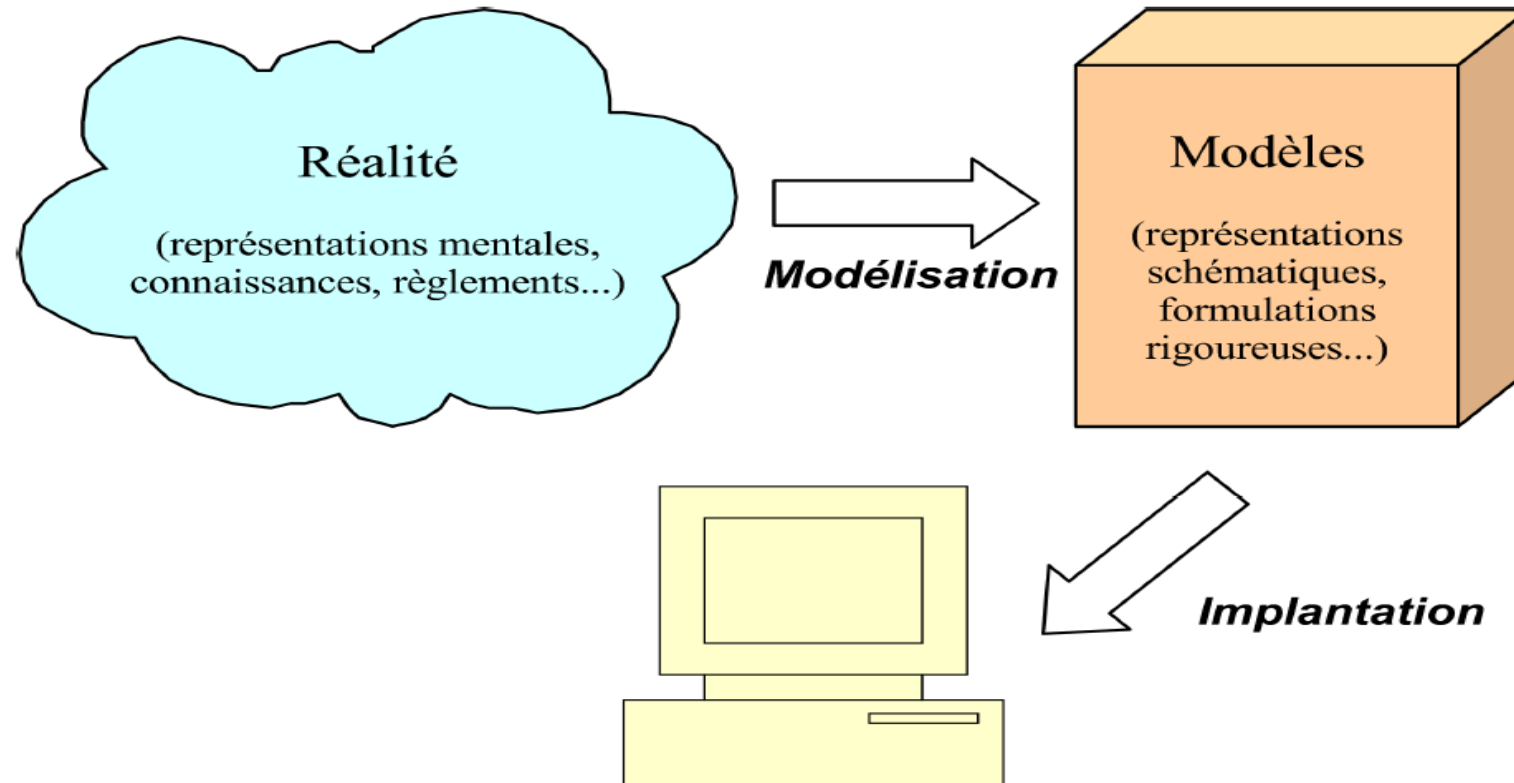 Réalité
(représentations mentales,
connaissances, règlements...)
Modélisation
Modèles
(représentations
schématiques,
formulations
rigoureuses...)
Implantation